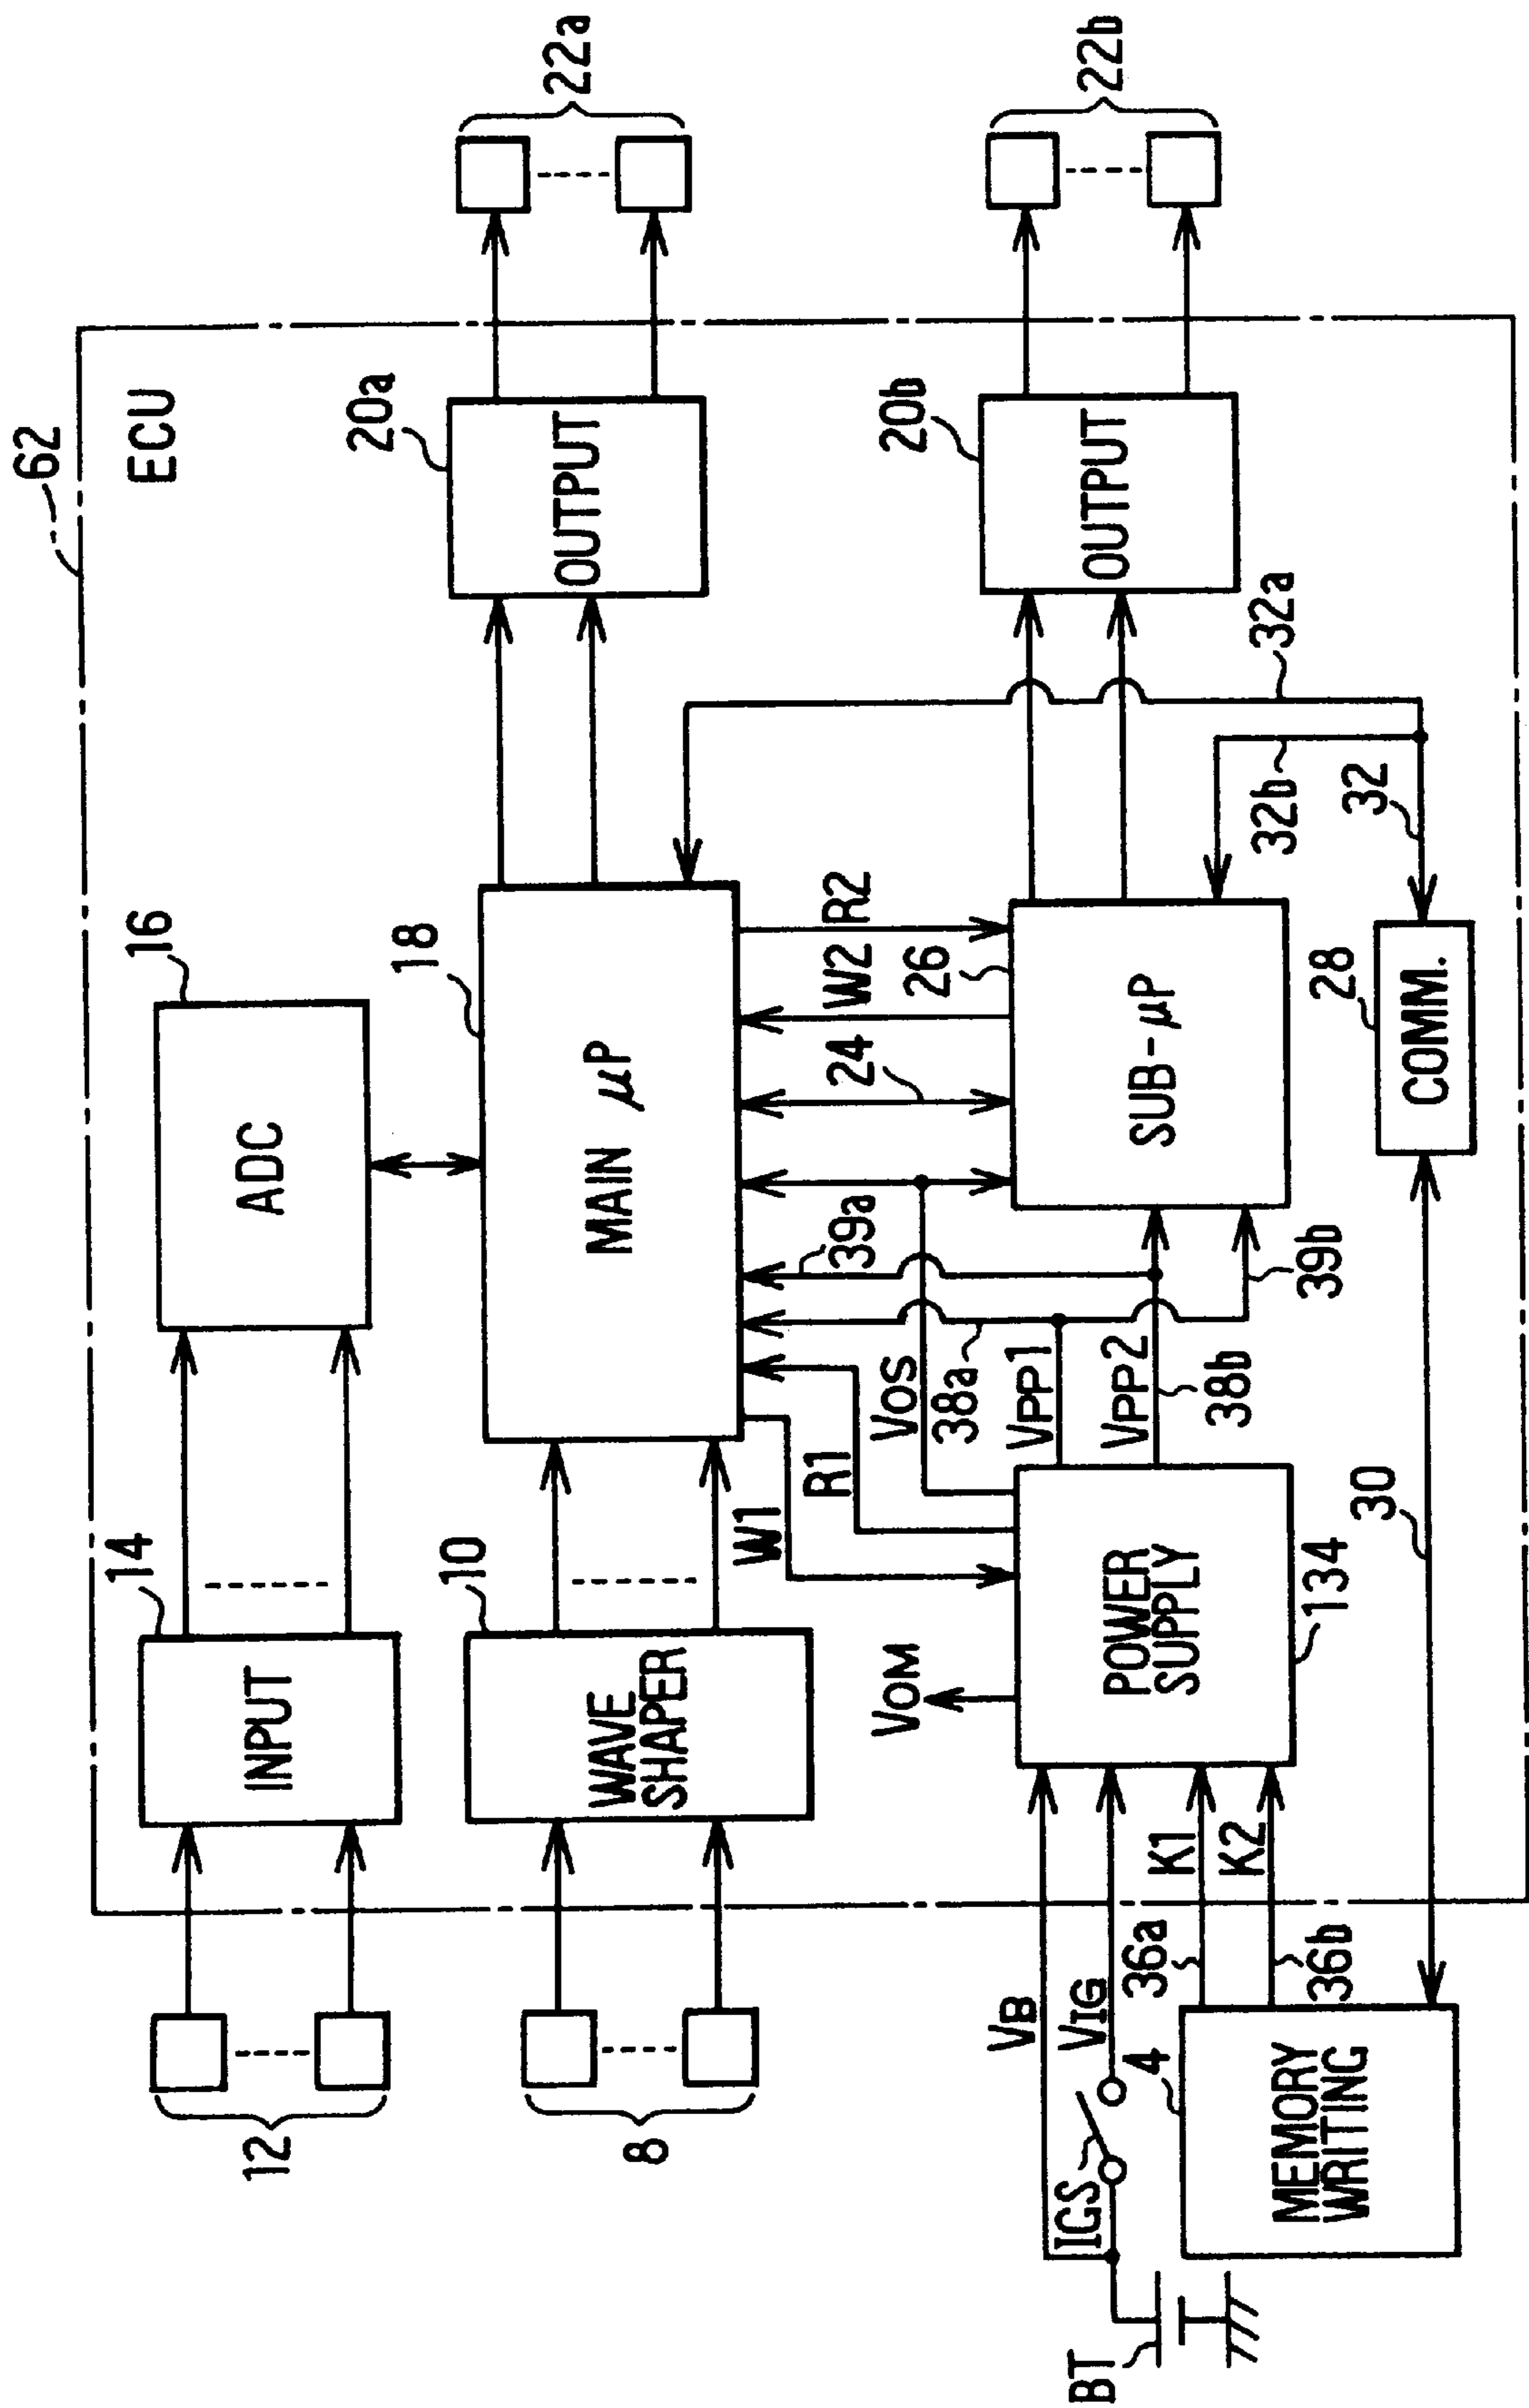 62
ECU
12
14
INPUT
16
ADC
8
10
WAVE
SHAPER
18
MAIN μP
20a
OUTPUT
22a
W1
R1
VOS
38a
39a
24
W2
R2
26
SUB-μP
20b
OUTPUT
22b
VOM
VPP1
VPP2
38b
39b
POWER
SUPPLY
134
VB
VIG
IGS
BT
4
MEMORY
WRITING
36a
K1
36b
K2
30
28
COMM.
32
32b
32a